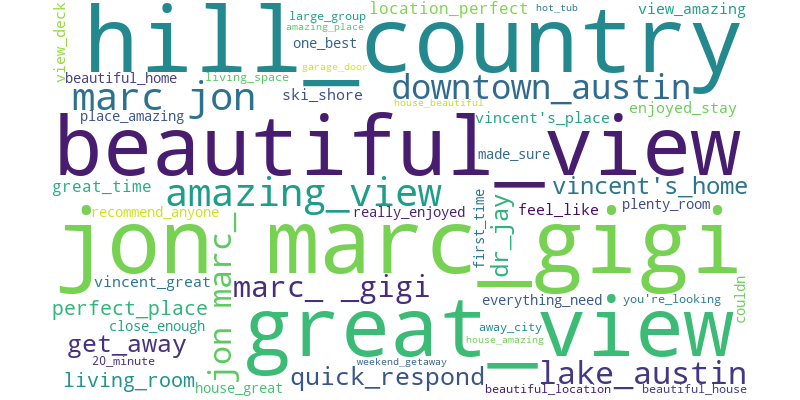 view_deck
hill_country
large_group
amazing_place
one_best
location_perfect
hot_tub
view_amazing
beautiful_home
living_space
garage_door
marc_jon
ski_shore
downtown_austin
house_beautiful
enjoyed_stay
place_amazing
vincent's_place
beautiful_view
made_sure
great_time
amazing_view
vincent's_home
recommend_anyone
really_enjoyed
first_time
dr_jay
feel_like
plenty_room
jon marc_gigi
jon marc_
vincent_great
marc_ _gigi
everything_need
you're_looking
couldn
perfect_place
close_enough
great_view
away_city
house_amazing
get_away
20_minute
weekend_getaway
living_room
house_great
quick_respond
lake_austin
beautiful_location
beautiful_house